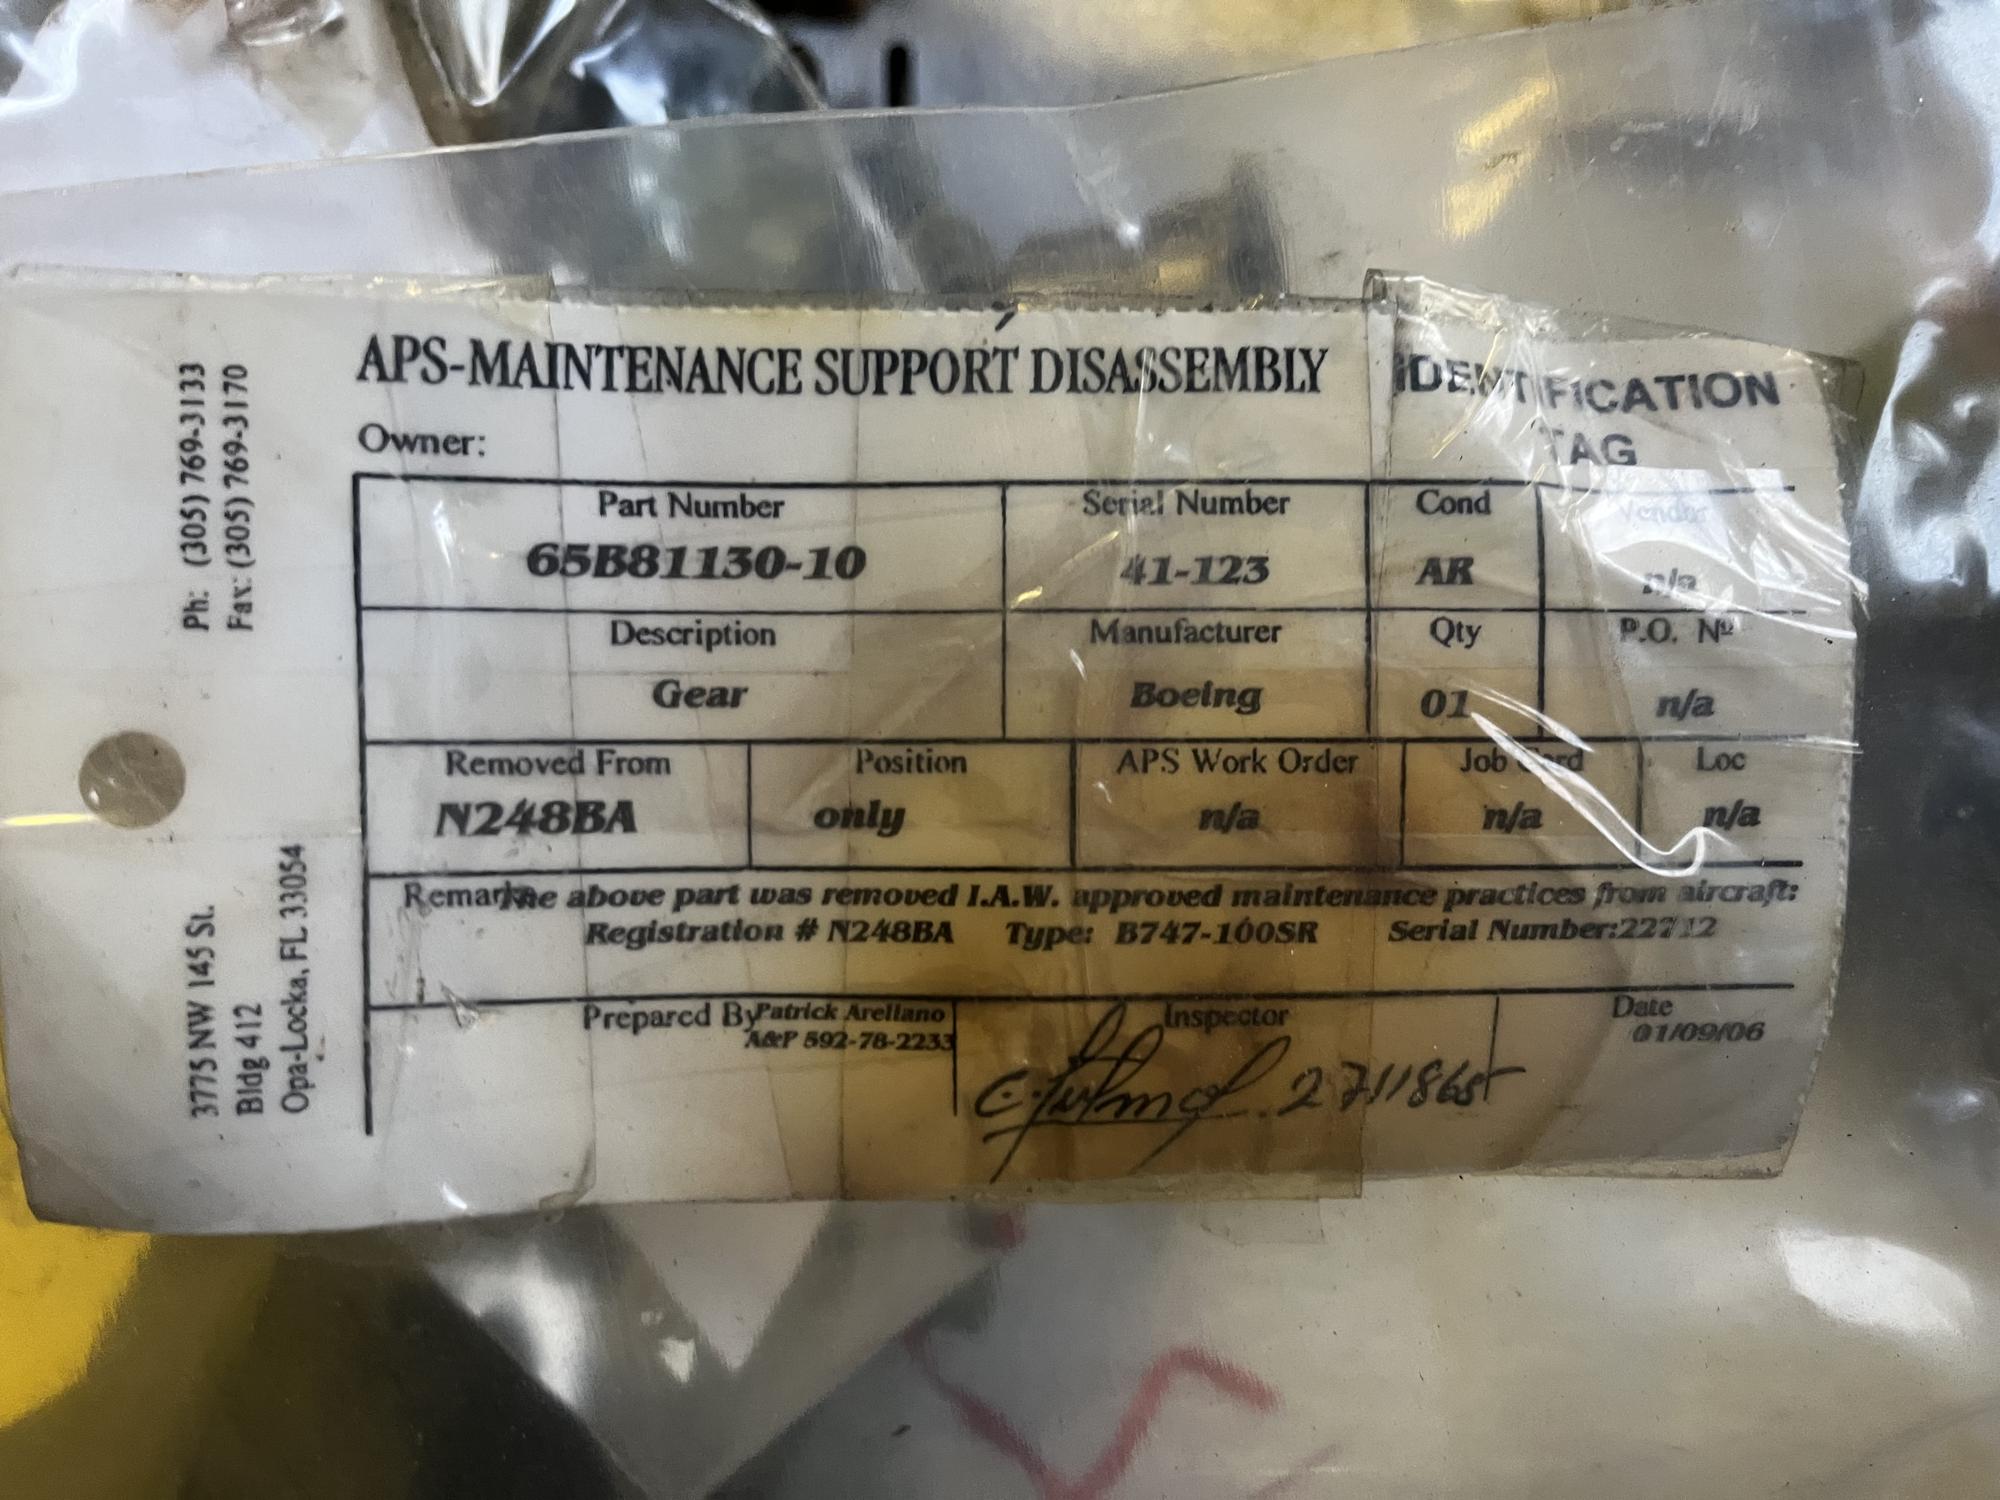 APS-MAINTENANCE SUPPORT DISASSEMBLY
IDENTIFICATION
TAG
Owner:
Part Number
65B81130-10
Serial Number
41-123
Cond
AR
Vendor
n/a
Description
Gear
Manufacturer
Boeing
Qty
01
P.O. Nº
n/a
Removed From
N248BA
Position
only
APS Work Order
n/a
Job Card
n/a
Loc
n/a
above part was removed I.A.W. approved maintenance practices from aircraft:
Registration # N248BA Type: B747-100SR Serial Number:22712
Prepared By Patrick Arellano
A&P 592-78-2233
Inspector
2711865
Date
01/09/06
Ph: (305) 769-3133
Fax: (305) 769-3170
3775 NW 145 St.
Bldg 412
Opa-Locka, FL 33054